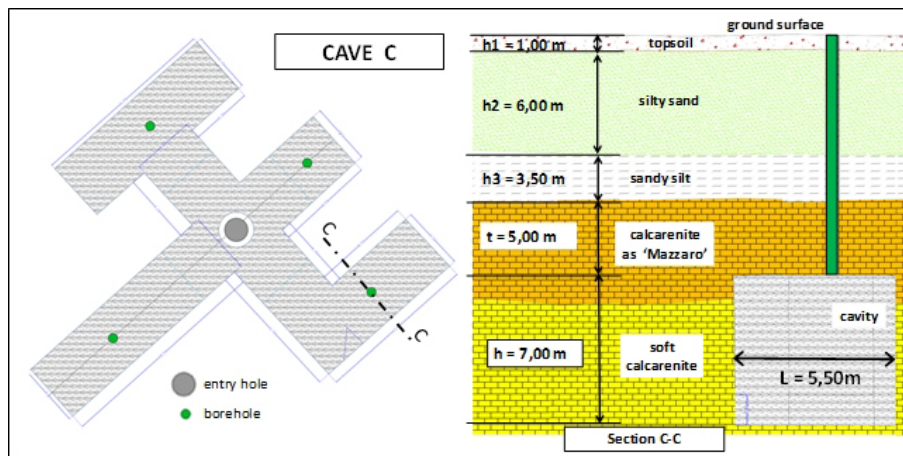 CAVE C
C
C
entry hole
borehole
ground surface
h1 = 1,00 m
topsoil
h2 = 6,00 m
silty sand
h3 = 3,50 m
sandy silt
t = 5,00 m
calcarenite
as 'Mazzaro'
cavity
h = 7,00 m
soft
calcarenite
L = 5,50m
Section C-C